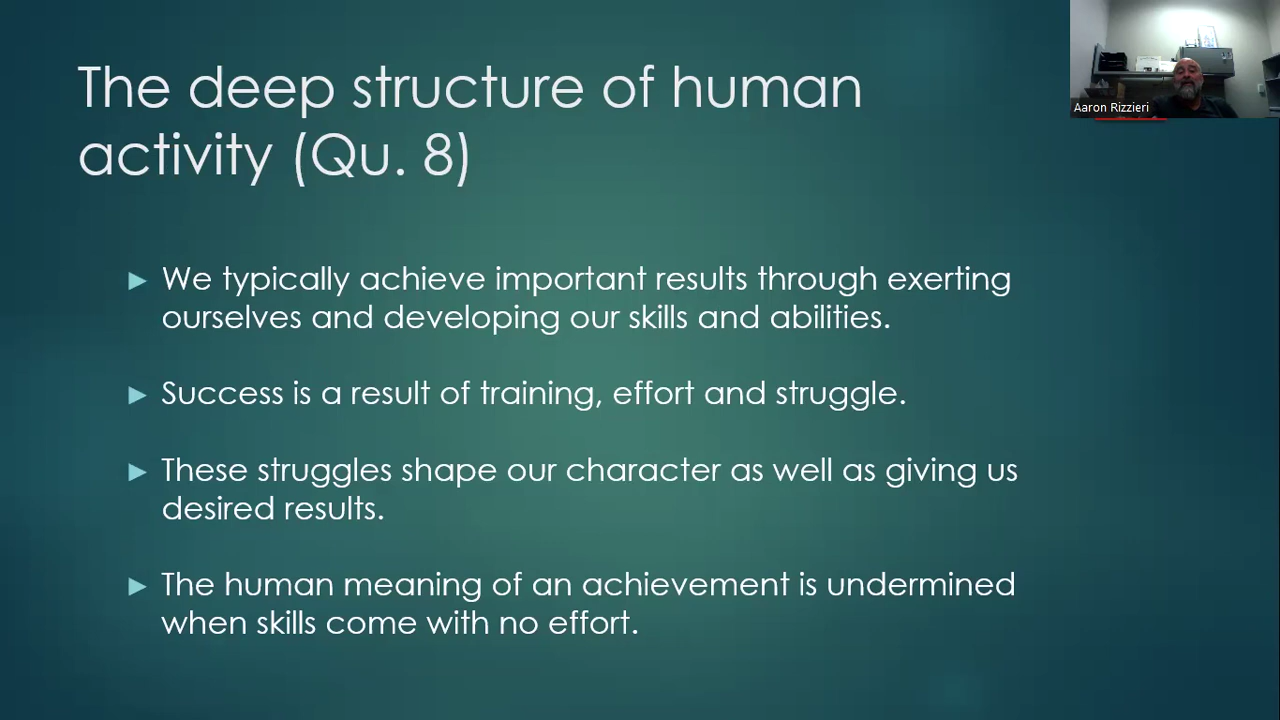 The deep structure of human
activity (Qu. 8)
Aaron Rizzieri
► We typically achieve important results through exerting
ourselves and developing our skills and abilities.
► Success is a result of training, effort and struggle.
► These struggles shape our character as well as giving us
desired results.
► The human meaning of an achievement is undermined
when skills come with no effort.